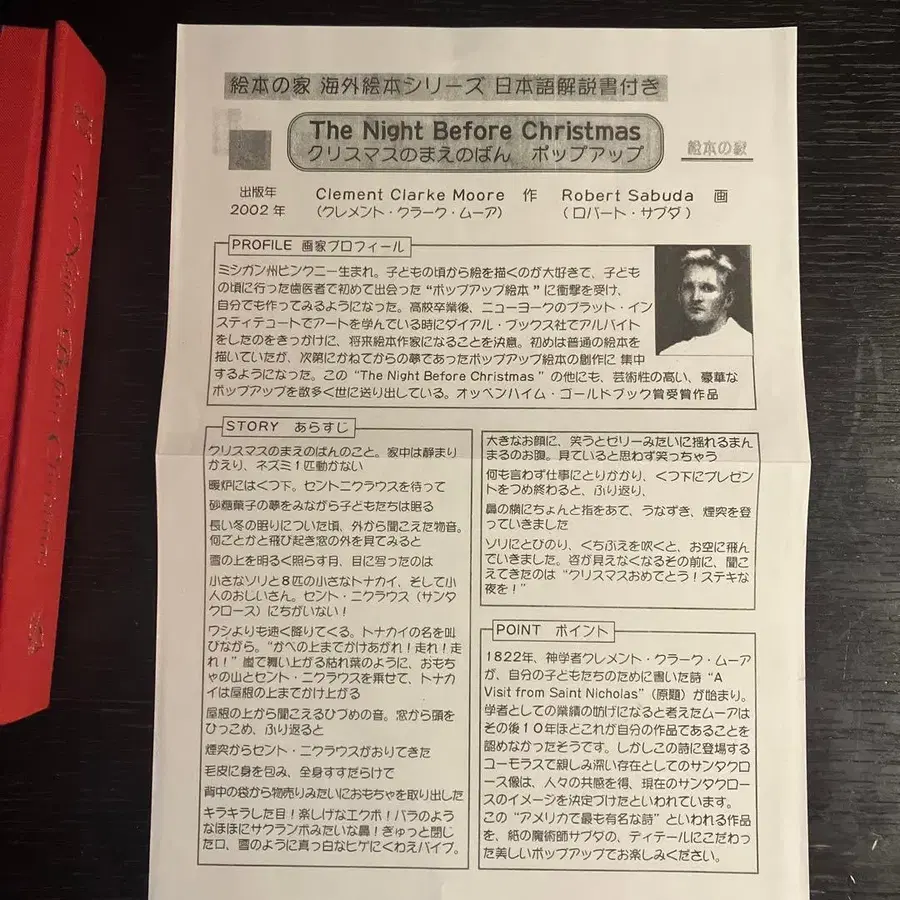 絵本の家 海外絵本シリーズ 日本語解説書付き
The Night Before Christmas
クリスマスのまえのばん ポップアップ
絵本の家
出版年
2002年
Clement Clarke Moore 作
(クレメント・クラーク・ムーア)
Robert Sabuda 画
(ロバート・サブダ)
PROFILE 画家プロフィール
ミシガン州ピンクニー生まれ。子どもの頃から絵を描くのが大好きで、子ども
の頃に行った歯医者で初めて出会った“ポップアップ絵本”に衝撃を受け、
自分でも作ってみるようになった。高校卒業後、ニューヨークのプラット・イン
スティテュートでアートを学んでいる時にダイアル・ブックス社でアルバイト
をしたのをきっかけに、将来絵本作家になることを決意。初めは普通の絵本を
描いていたが、次第にかねてからの夢であったポップアップ絵本の創作に 集中
するようになった。この“The Night Before Christmas”の他にも、芸術性の高い、豪華な
ポップアップを数多く世に送り出している。オッペンハイム・ゴールドブック賞受賞作品
STORY あらすじ
クリスマスのまえのばんのこと。家中は静まり
かえり、ネズミ1匹動かない
暖炉にはくつ下。セントニクラウスを待って
砂糖菓子の夢をみながら子どもたちは眠る
長い冬の眠りについた頃、外から聞こえた物音。
何ごとかと飛び起き窓の外を見てみると
雪の上を明るく照らす月、目に写ったのは
小さなソリと8匹の小さなトナカイ、そして小
人のおじいさん。セント・ニクラウス(サンタ
クロース)にちがいない!
ワシよりも速く降りてくる。トナカイの名を叫
びながら。“かべの上までかけあがれ!走れ!走
れ!”嵐で舞い上がる枯れ葉のように、おもち
ゃの山とセント・ニクラウスを乗せて、トナカ
イは屋根の上までかけ上がる
屋根の上から聞こえるひづめの音。窓から頭を
ひっこめ、ふり返ると
煙突からセント・ニクラウスがおりてきた
毛皮に身を包み、全身すすだらけで
背中の袋から物売りみたいにおもちゃを取り出した
キラキラした目!楽しげなエクボ!バラのよう
なほほにサクランボみたいな鼻!ぎゅっと閉じ
た口、雪のように真っ白なヒゲにくわえパイプ。
大きなお顔に、笑うとゼリーみたいに揺れるまん
まるのお腹。見ていると思わず笑っちゃう
何も言わず仕事にとりかかり、くつ下にプレゼン
トをつめ終わると、ふり返り、
鼻の横にちょんと指をあて、うなずき、煙突を登
っていきました
ソリにとびのり、くちぶえを吹くと、お空に飛ん
でいきました。姿が見えなくなるその前に、聞こ
えてきたのは“クリスマスおめでとう!ステキな
夜を!”
POINT ポイント
1822年、神学者クレメント・クラーク・ムーア
が、自分の子どもたちのために書いた詩“A
Visit from Saint Nicholas”(原題)が始まり。
学者としての業績の妨げになると考えたムーアは
その後10年ほどこれが自分の作品であることを
認めなかったそうです。しかしこの詩に登場する
ユーモラスで親しみ深い存在としてのサンタクロ
ース像は、人々の共感を得、現在のサンタクロー
スのイメージを決定づけたといわれています。
この“アメリカで最も有名な詩”といわれる作品
を、紙の魔術師サブダの、ディテールにこだわっ
た美しいポップアップでお楽しみください。
The Night Before Christmas